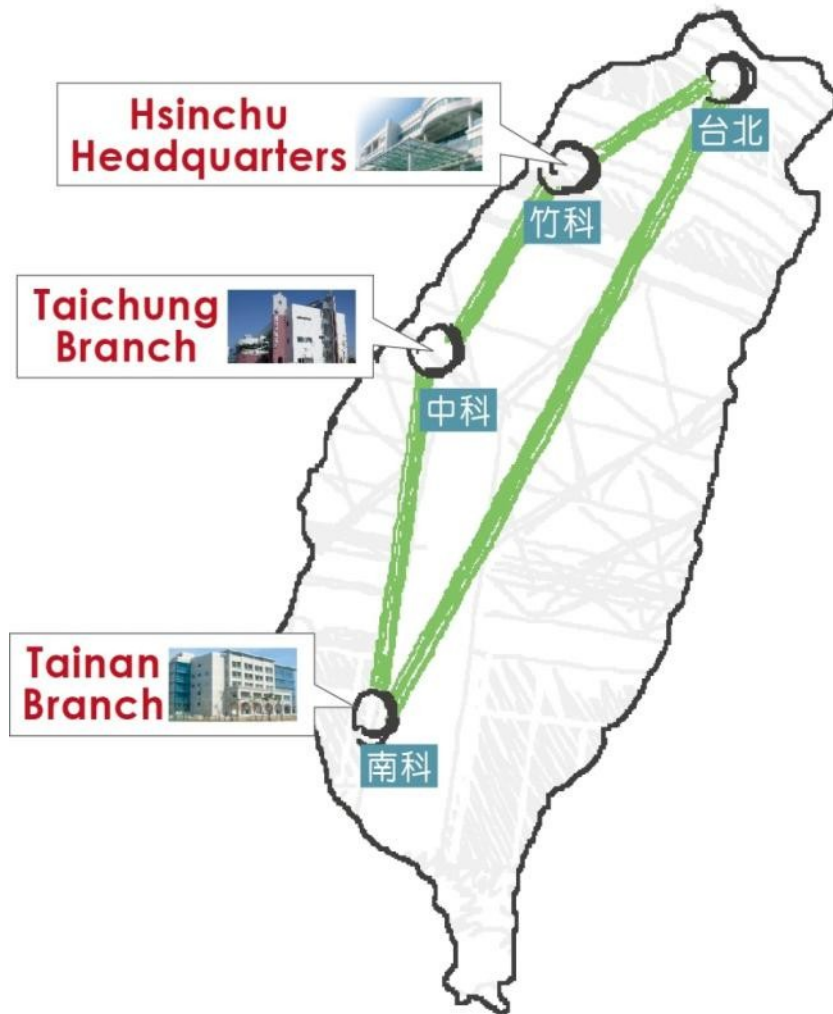 Hsinchu
Headquarters
台北
竹科
Taichung
Branch
中科
Tainan
Branch
南科